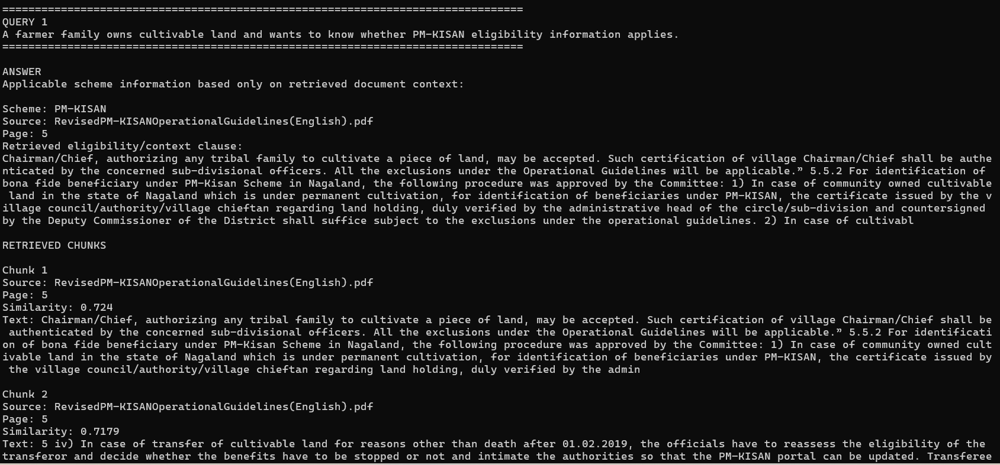 ================================================================================
QUERY 1
A farmer family owns cultivable land and wants to know whether PM-KISAN eligibility information applies.
================================================================================
ANSWER
Applicable scheme information based only on retrieved document context:
Scheme: PM-KISAN
Source: RevisedPM-KISANOperationalGuidelines(English).pdf
Page: 5
Retrieved eligibility/context clause:
Chairman/Chief, authorizing any tribal family to cultivate a piece of land, may be accepted. Such certification of village Chairman/Chief shall be authe
nticated by the concerned sub-divisional officers. All the exclusions under the Operational Guidelines will be applicable.” 5.5.2 For identification of
bona fide beneficiary under PM-Kisan Scheme in Nagaland, the following procedure was approved by the Committee: 1) In case of community owned cultivable
 land in the state of Nagaland which is under permanent cultivation, for identification of beneficiaries under PM-KISAN, the certificate issued by the v
illage council/authority/village chieftan regarding land holding, duly verified by the administrative head of the circle/sub-division and countersigned
by the Deputy Commissioner of the District shall suffice subject to the exclusions under the operational guidelines. 2) In case of cultivabl
RETRIEVED CHUNKS
Chunk 1
Source: RevisedPM-KISANOperationalGuidelines(English).pdf
Page: 5
Similarity: 0.724
Text: Chairman/Chief, authorizing any tribal family to cultivate a piece of land, may be accepted. Such certification of village Chairman/Chief shall be
 authenticated by the concerned sub-divisional officers. All the exclusions under the Operational Guidelines will be applicable.” 5.5.2 For identificati
on of bona fide beneficiary under PM-Kisan Scheme in Nagaland, the following procedure was approved by the Committee: 1) In case of community owned cult
ivable land in the state of Nagaland which is under permanent cultivation, for identification of beneficiaries under PM-KISAN, the certificate issued by
 the village council/authority/village chieftan regarding land holding, duly verified by the admin
Chunk 2
Source: RevisedPM-KISANOperationalGuidelines(English).pdf
Page: 5
Similarity: 0.7179
Text: 5 iv) In case of transfer of cultivable land for reasons other than death after 01.02.2019, the officials have to reassess the eligibility of the
transferor and decide whether the benefits have to be stopped or not and intimate the authorities so that the PM-KISAN portal can be updated. Transferee